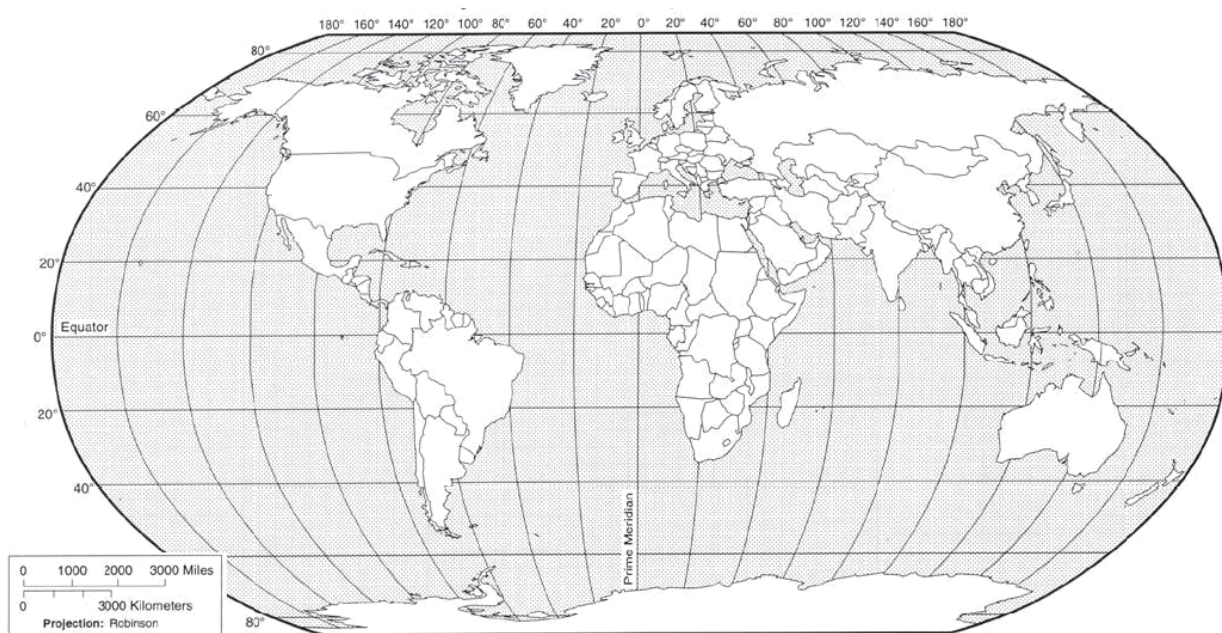 180° 160° 140° 120° 100° 80° 60° 40° 20° 0° 20° 40° 60° 80° 100° 120° 140° 160° 180°
80°
60°
40°
20°
Equator
0°
20°
40°
Prime Meridian
0 1000 2000 3000 Miles
0 3000 Kilometers
Projection: Robinson
80°